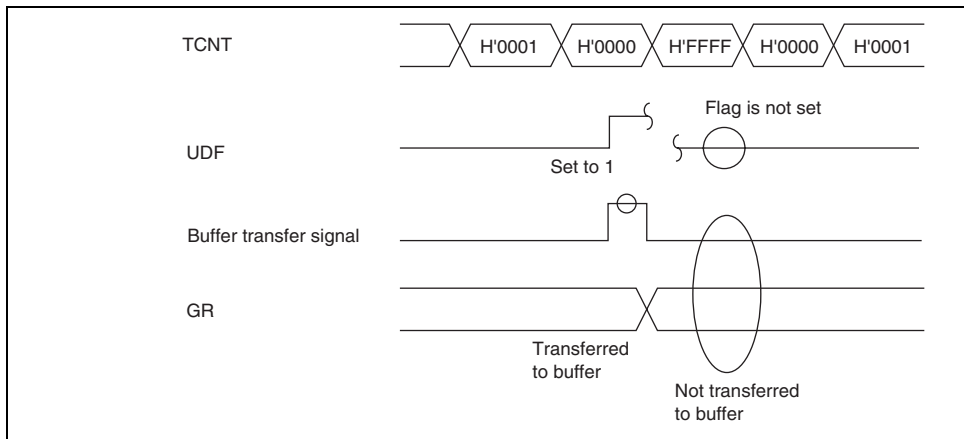 TCNT
H'0001 H'0000 H'FFFF H'0000 H'0001
Flag is not set
UDF
Set to 1
Buffer transfer signal
GR
Transferred
to buffer
Not transferred
to buffer